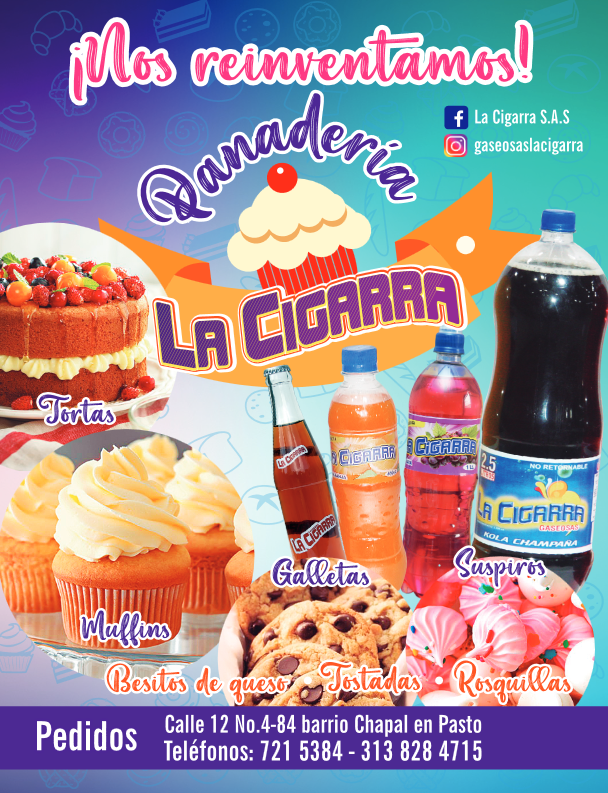 ¡Nos reinventamos!
La Cigarra S.A.S
gaseosaslacigarra
Panadería
LA CIGARRA
Tortas
LA CIGARRA
LA CIGARRA
CIGARRA
CIGARRA
NO RETORNABLE
2.5
LA CIGARRA
GASEOSAS
KOLA CHAMPAÑA
Galletas
Suspiros
Muffins
Besitos de queso
Tostadas
Rosquillas
Pedidos
Calle 12 No.4-84 barrio Chapal en Pasto
Teléfonos: 721 5384 - 313 828 4715